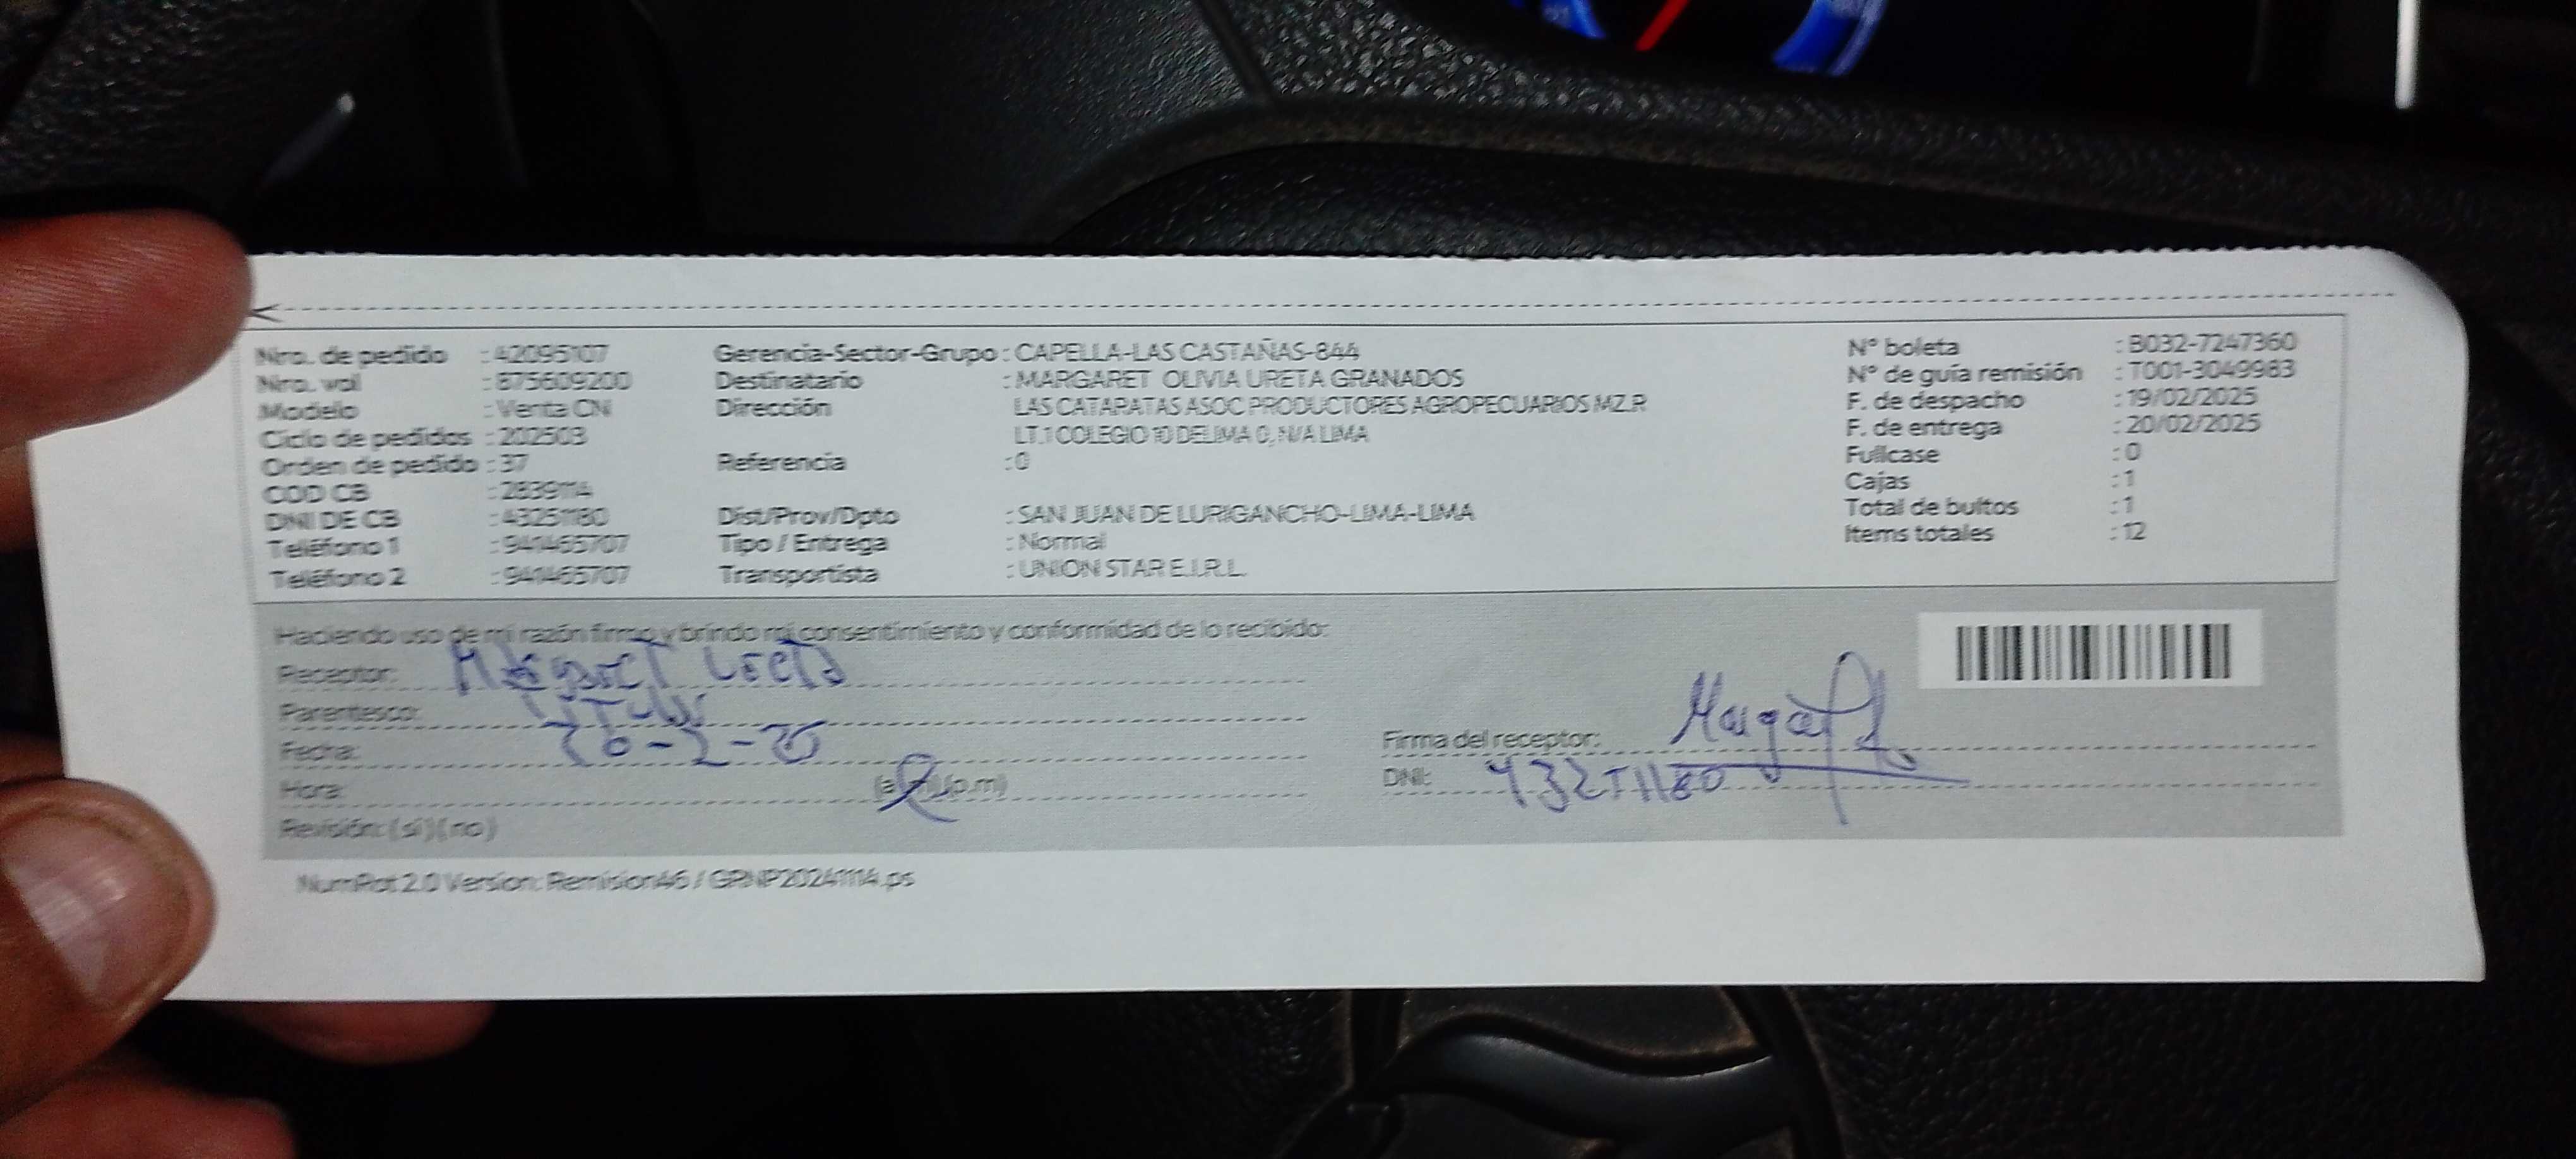 Nro. de pedido : 42095107 Gerencia-Sector-Grupo : CAPELLA-LAS CASTAÑAS-844 N° boleta : B032-7247360
Nro. vol : 875609200 Destinatario : MARGARET OLIVIA URETA GRANADOS N° de guía remisión : T001-3049983
Modelo : Venta CN Dirección LAS CATARATAS ASOC PRODUCTORES AGROPECUARIOS MZ.R F. de despacho : 19/02/2025
Ciclo de pedidos : 202503 LT.1 COLEGIO 10 DELIMA 0, N/A LIMA F. de entrega : 20/02/2025
Orden de pedido : 37 Referencia : 0 Fullcase : 0
COD CB : 2839114 Cajas : 1
DNI DE CB : 43251180 Dist/Prov/Dpto : SAN JUAN DE LURIGANCHO-LIMA-LIMA Total de bultos : 1
Teléfono 1 : 941465707 Tipo / Entrega : Normal Items totales : 12
Teléfono 2 : 941465707 Transportista : UNION STAR E.I.R.L.
Haciendo uso de mi razón firmo y brindo mi consentimiento y conformidad de lo recibido:
Receptor: Margaret Ureta
Parentesco:
Fecha: 20-2-25 Firma del receptor:
Hora: (p.m) DNI: 43251180
Revisión: (si) (no)
NumRot 2.0 Version: Remision46 / GRNP20241114.ps